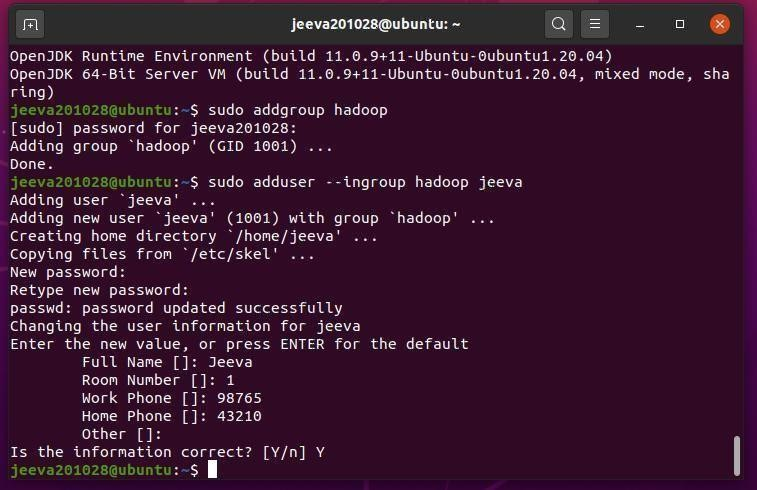 jeeva201028@ubuntu: ~
OpenJDK Runtime Environment (build 11.0.9+11-Ubuntu-0ubuntu1.20.04)
OpenJDK 64-Bit Server VM (build 11.0.9+11-Ubuntu-0ubuntu1.20.04, mixed mode, sha
ring)
jeeva201028@ubuntu:~$ sudo addgroup hadoop
[sudo] password for jeeva201028:
Adding group `hadoop' (GID 1001) ...
Done.
jeeva201028@ubuntu:~$ sudo adduser --ingroup hadoop jeeva
Adding user `jeeva' ...
Adding new user `jeeva' (1001) with group `hadoop' ...
Creating home directory `/home/jeeva' ...
Copying files from `/etc/skel' ...
New password:
Retype new password:
passwd: password updated successfully
Changing the user information for jeeva
Enter the new value, or press ENTER for the default
Full Name []: Jeeva
Room Number []: 1
Work Phone []: 98765
Home Phone []: 43210
Other []:
Is the information correct? [Y/n] Y
jeeva201028@ubuntu:~$